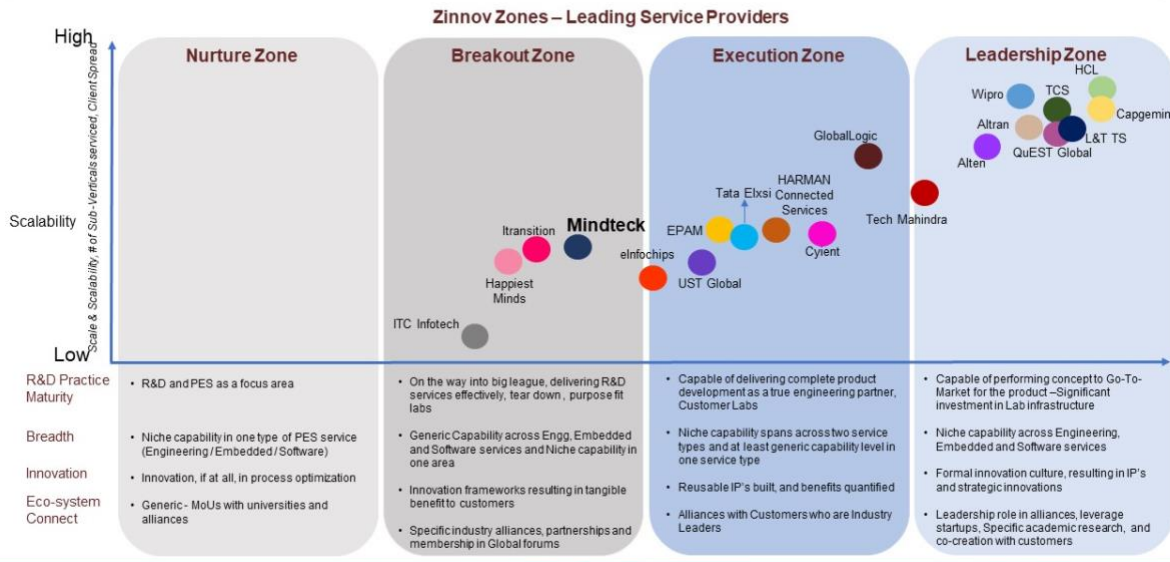 Zinnov Zones – Leading Service Providers
High
Nurture Zone
Breakout Zone
Execution Zone
Leadership Zone
Scalability
Scale & Scalability, # of Sub-Verticals serviced, Client Spread
Low
HCL
Wipro
TCS
Capgemin
Altran
L&T TS
QuEST Global
Alten
GlobalLogic
Tech Mahindra
HARMAN
Connected
Services
Tata Elxsi
EPAM
Cyient
UST Global
eInfochips
Mindteck
Itransition
Happiest
Minds
ITC Infotech
R&D Practice
Maturity
• R&D and PES as a focus area
• On the way into big league, delivering R&D
services effectively, tear down , purpose fit
labs
• Capable of delivering complete product
development as a true engineering partner,
Customer Labs
• Capable of performing concept to Go-To-
Market for the product –Significant
investment in Lab infrastructure
Breadth
• Niche capability in one type of PES service
(Engineering / Embedded / Software)
• Generic Capability across Engg, Embedded
and Software services and Niche capability in
one area
• Niche capability spans across two service
types and at least generic capability level in
one service type
• Niche capability across Engineering,
Embedded and Software services
Innovation
• Innovation, if at all, in process optimization
• Innovation frameworks resulting in tangible
benefit to customers
• Reusable IP's built, and benefits quantified
• Formal innovation culture, resulting in IP's
and strategic innovations
Eco-system
Connect
• Generic - MoUs with universities and
alliances
• Specific industry alliances, partnerships and
membership in Global forums
• Alliances with Customers who are Industry
Leaders
• Leadership role in alliances, leverage
startups, Specific academic research, and
co-creation with customers